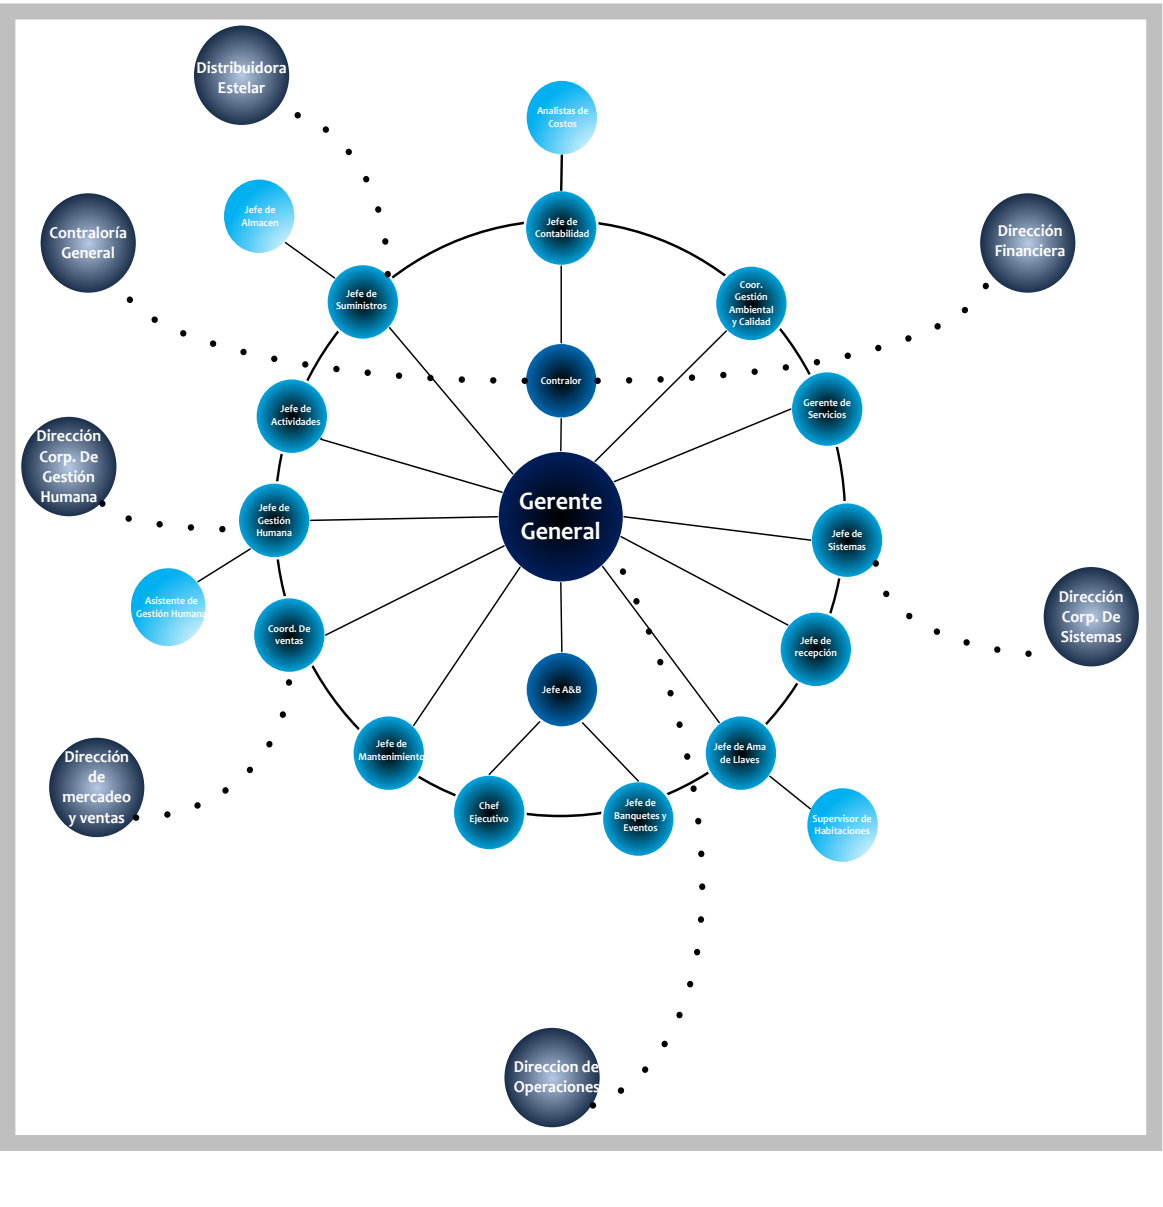 Distribuidora
Estelar
Analistas de
Costos
Jefe de
Almacen
Contraloría
General
Dirección
Financiera
Jefe de
Contabilidad
Jefe de
Suministros
Coor.
Gestión
Ambiental
y Calidad
Contralor
Jefe de
Actividades
Gerente de
Servicios
Dirección
Corp. De
Gestión
Humana
Jefe de
Gestión
Humana
Gerente
General
Jefe de
Sistemas
Asistente de
Gestión Humana
Dirección
Corp. De
Sistemas
Coord. De
ventas
Jefe de
recepción
Jefe A&B
Jefe de
Mantenimiento
Jefe de Ama
de Llaves
Dirección
de
mercadeo
y ventas
Chef
Ejecutivo
Jefe de
Banquetes y
Eventos
Supervisor de
Habitaciones
Direccion de
Operaciones